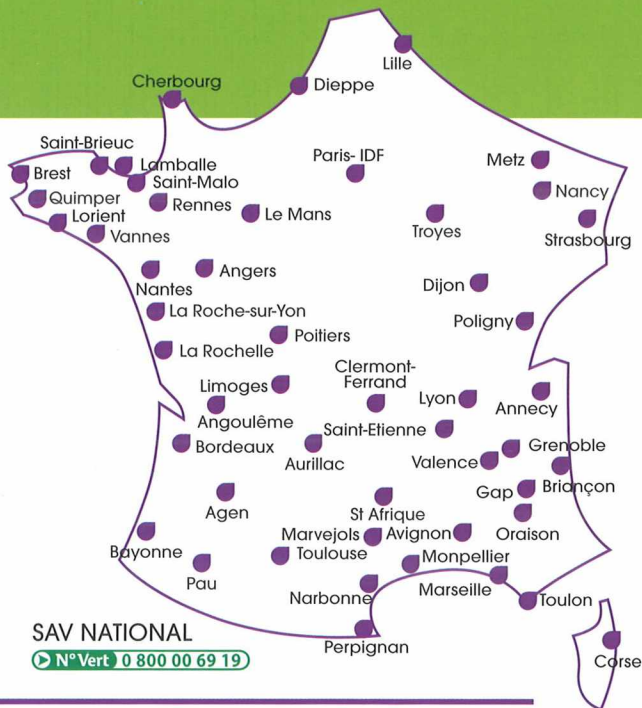 Lille
Dieppe
Cherbourg
Saint-Brieuc
Paris- IDF
Metz
Lamballe
Brest
Saint-Malo
Nancy
Quimper
Rennes
Le Mans
Lorient
Troyes
Vannes
Strasbourg
Angers
Nantes
Dijon
La Roche-sur-Yon
Poligny
Poitiers
La Rochelle
Clermont-
Ferrand
Limoges
Lyon
Annecy
Angoulême
Saint-Etienne
Bordeaux
Grenoble
Aurillac
Valence
Briançon
Gap
Agen
St Afrique
Oraison
Marvejols
Avignon
Bayonne
Toulouse
Monpellier
Pau
Marseille
Narbonne
Toulon
Perpignan
Corse
SAV NATIONAL
N° Vert 0 800 00 69 19